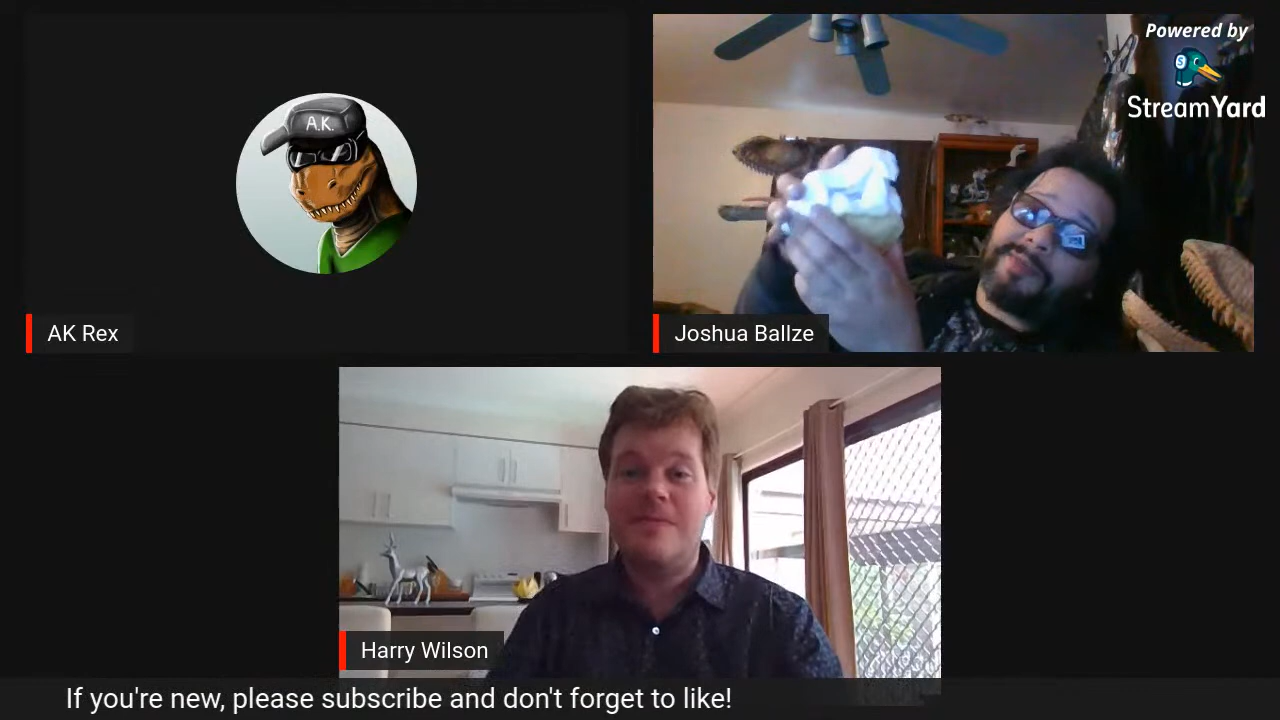 Powered by
StreamYard
A.K.
AK Rex
Joshua Ballze
Harry Wilson
If you're new, please subscribe and don't forget to like!